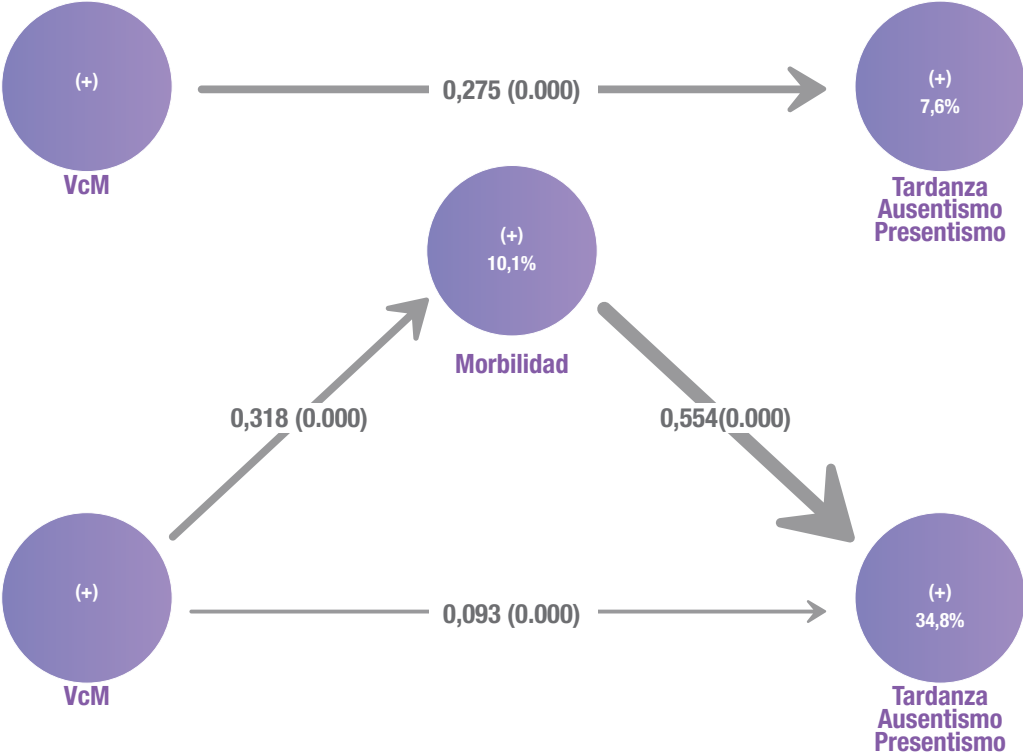 (+)
VcM
0,275 (0.000)
(+)
7,6%
Tardanza
Ausentismo
Presentismo
(+)
10,1%
Morbilidad
0,318 (0.000)
0,554(0.000)
(+)
VcM
0,093 (0.000)
(+)
34,8%
Tardanza
Ausentismo
Presentismo